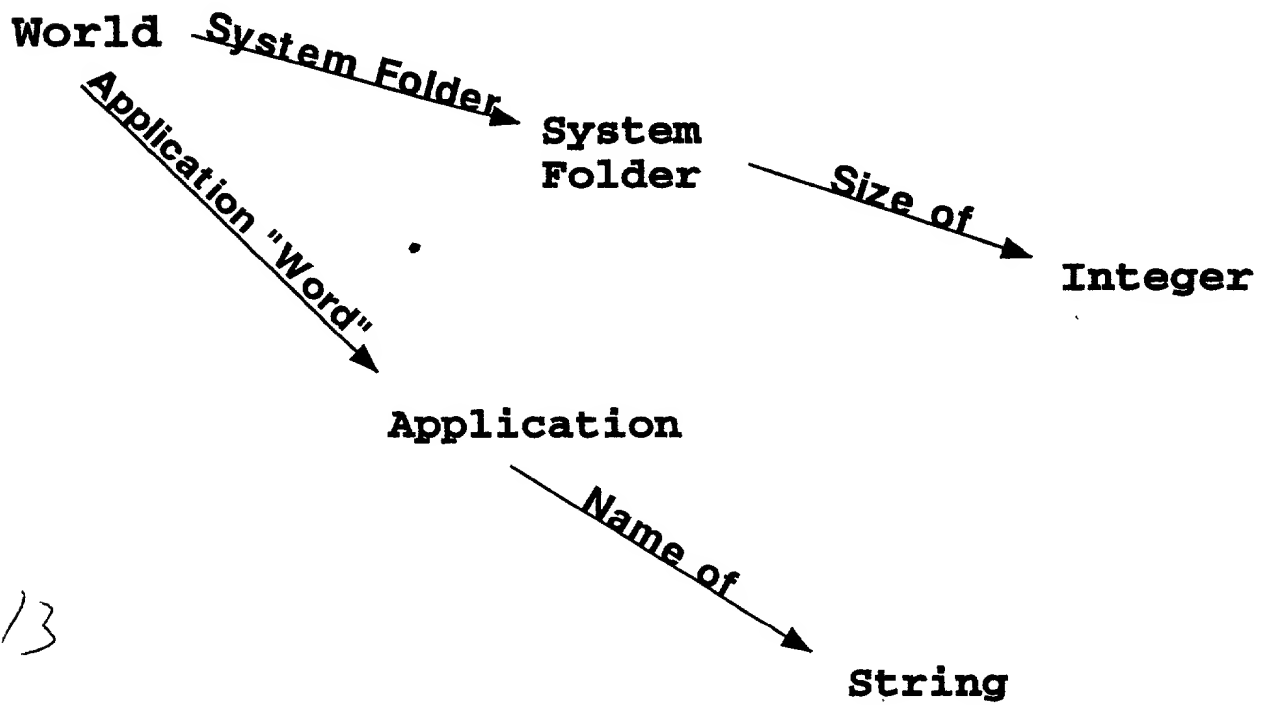 World
System Folder
Application "Word"
System
Folder
Size of
Integer
Application
Name of
13
String